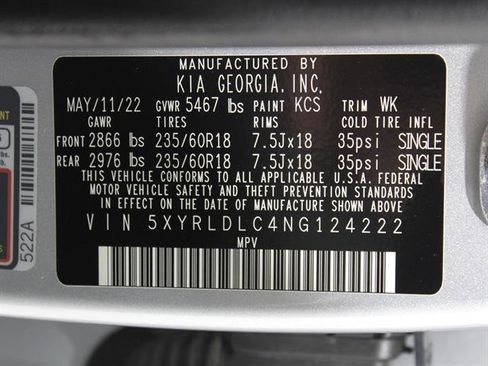 MANUFACTURED BY
KIA GEORGIA, INC.
MAY/11/22 GVWR 5467 lbs PAINT KCS TRIM WK
GAWR TIRES RIMS COLD TIRE INFL
FRONT 2866 lbs 235/60R18 7.5Jx18 35psi SINGLE
REAR 2976 lbs 235/60R18 7.5Jx18 35psi SINGLE
THIS VEHICLE CONFORMS TO ALL APPLICABLE U.S.A. FEDERAL
MOTOR VEHICLE SAFETY AND THEFT PREVENTION STANDARDS
IN EFFECT ON THE DATE OF MANUFACTURE SHOWN ABOVE
VIN 5XYRLDLC4NG124222
MPV
522A